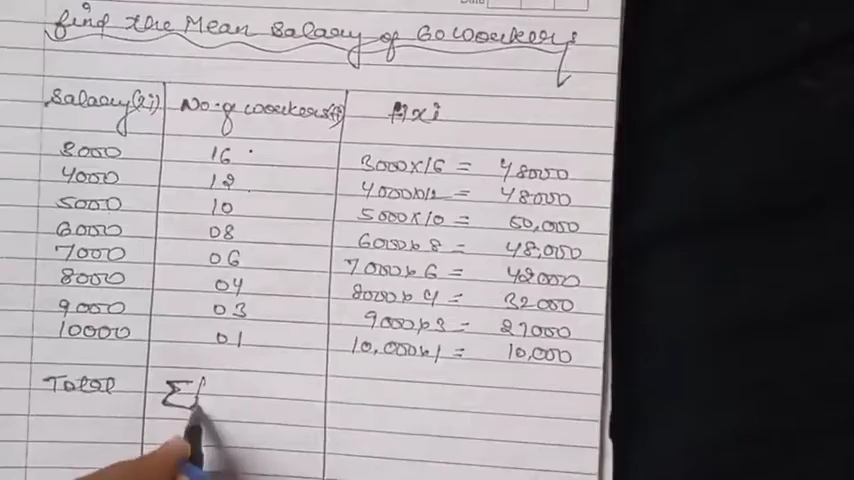 find the Mean Salary of 60 workers
Salary(xi) No. of workers(fi) fixi
3000 16 3000x16 = 48000
4000 12 4000x12 = 48000
5000 10 5000x10 = 50,000
6000 08 6000x8 = 48,000
7000 06 7000x6 = 42000
8000 04 8000x4 = 32000
9000 03 9000x3 = 27000
10000 01 10,000x1 = 10,000
Total Σf